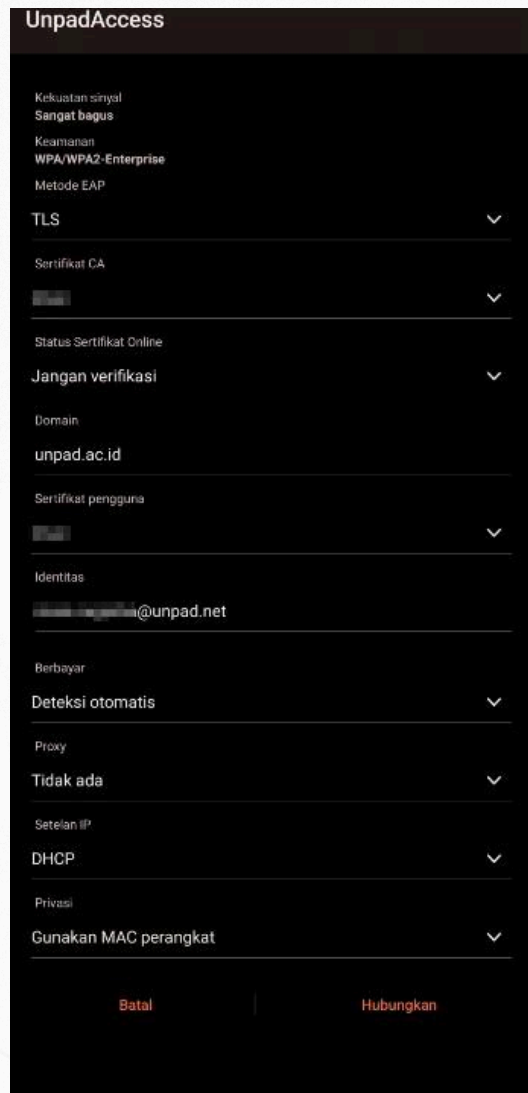 UnpadAccess
Kekuatan sinyal
Sangat bagus
Keamanan
WPA/WPA2-Enterprise
Metode EAP
TLS
Sertifikat CA
Status Sertifikat Online
Jangan verifikasi
Domain
unpad.ac.id
Sertifikat pengguna
Identitas
@unpad.net
Berbayar
Deteksi otomatis
Proxy
Tidak ada
Setelan IP
DHCP
Privasi
Gunakan MAC perangkat
Batal
Hubungkan